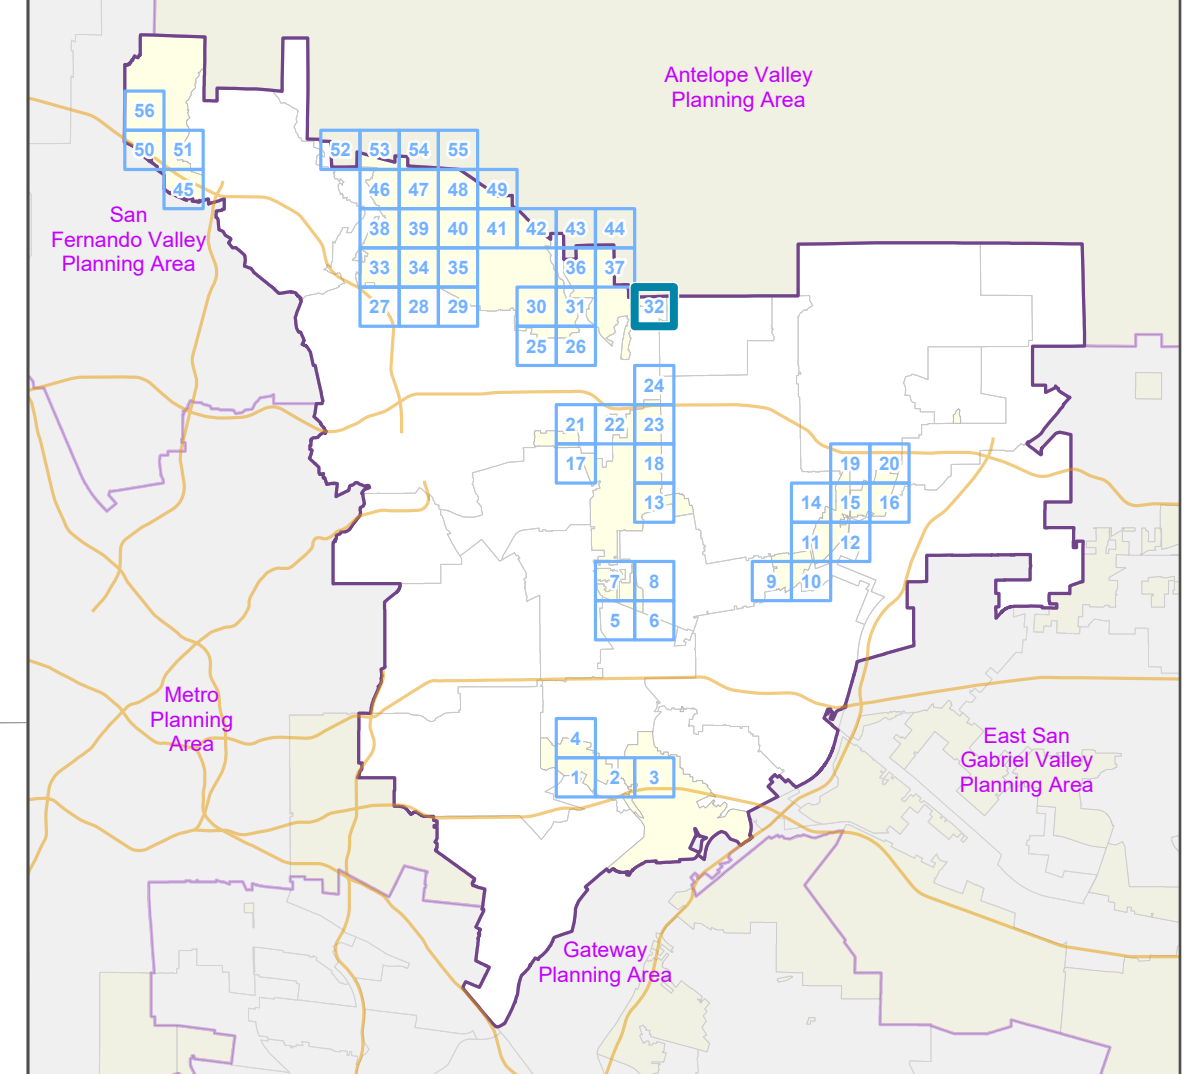 Antelope Valley
Planning Area
56
50 51
52 53 54 55
45
46 47 48 49
San
Fernando Valley
Planning Area
38 39 40 41 42 43 44
33 34 35 36 37
27 28 29 30 31 32
25 26
24
21 22 23
17 18 19 20
13 14 15 16
11 12
7 8 9 10
5 6
Metro
Planning
Area
4
East San
Gabriel Valley
Planning Area
1 2 3
Gateway
Planning Area